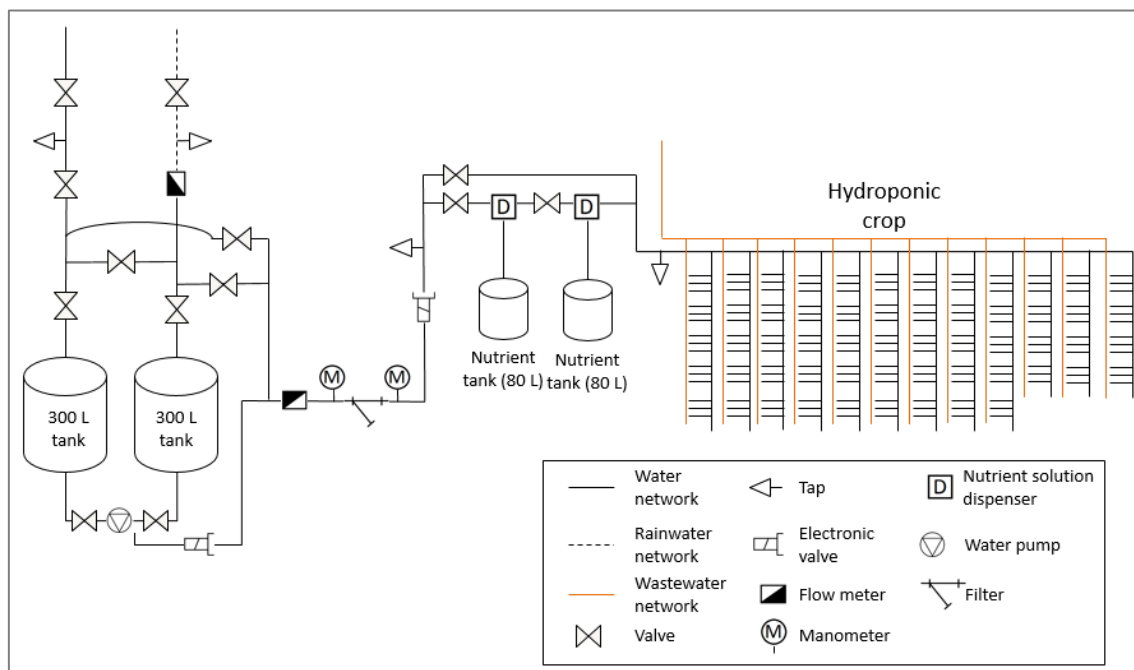 Hydroponic
crop
D
D
Nutrient
tank (80 L)
Nutrient
tank (80 L)
M
M
300 L
tank
300 L
tank
Water
network
Tap
D
Nutrient solution
dispenser
Rainwater
network
Electronic
valve
Water pump
Wastewater
network
Flow meter
Filter
Valve
M
Manometer